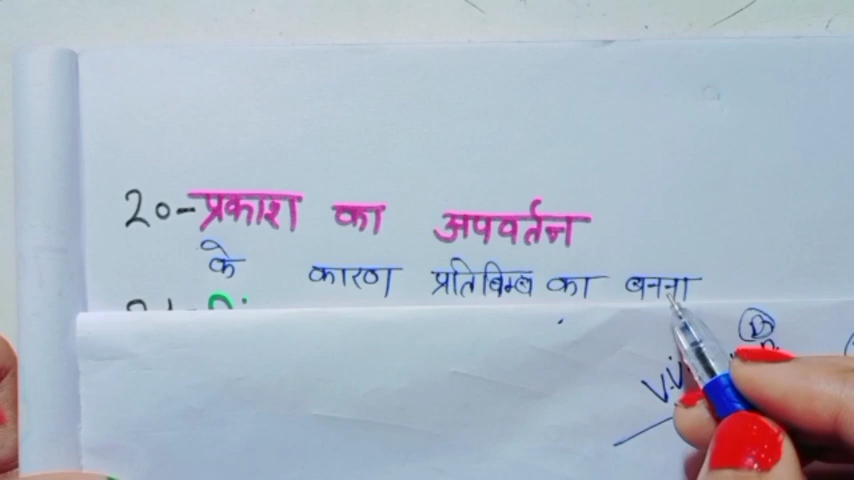 20-प्रकाश का अपवर्तन
के कारण प्रतिबिम्ब का बनना
V.V